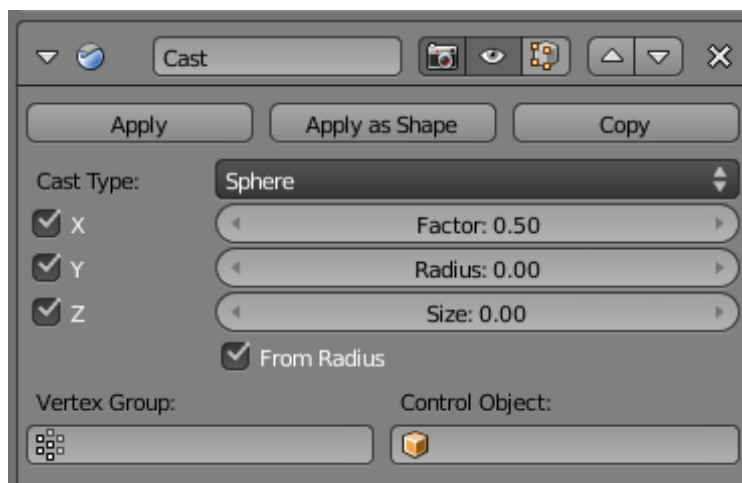 Cast
Apply Apply as Shape Copy
Cast Type: Sphere
X Factor: 0.50
Y Radius: 0.00
Z Size: 0.00
From Radius
Vertex Group: Control Object: